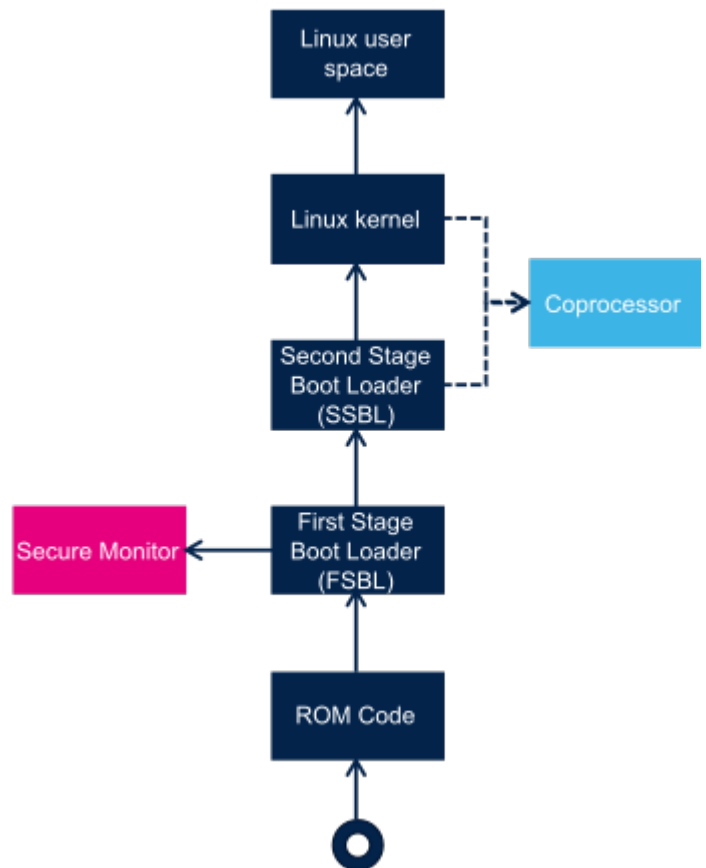 Linux user
space
Linux kernel
Coprocessor
Second Stage
Boot Loader
(SSBL)
First Stage
Boot Loader
(FSBL)
Secure Monitor
ROM Code